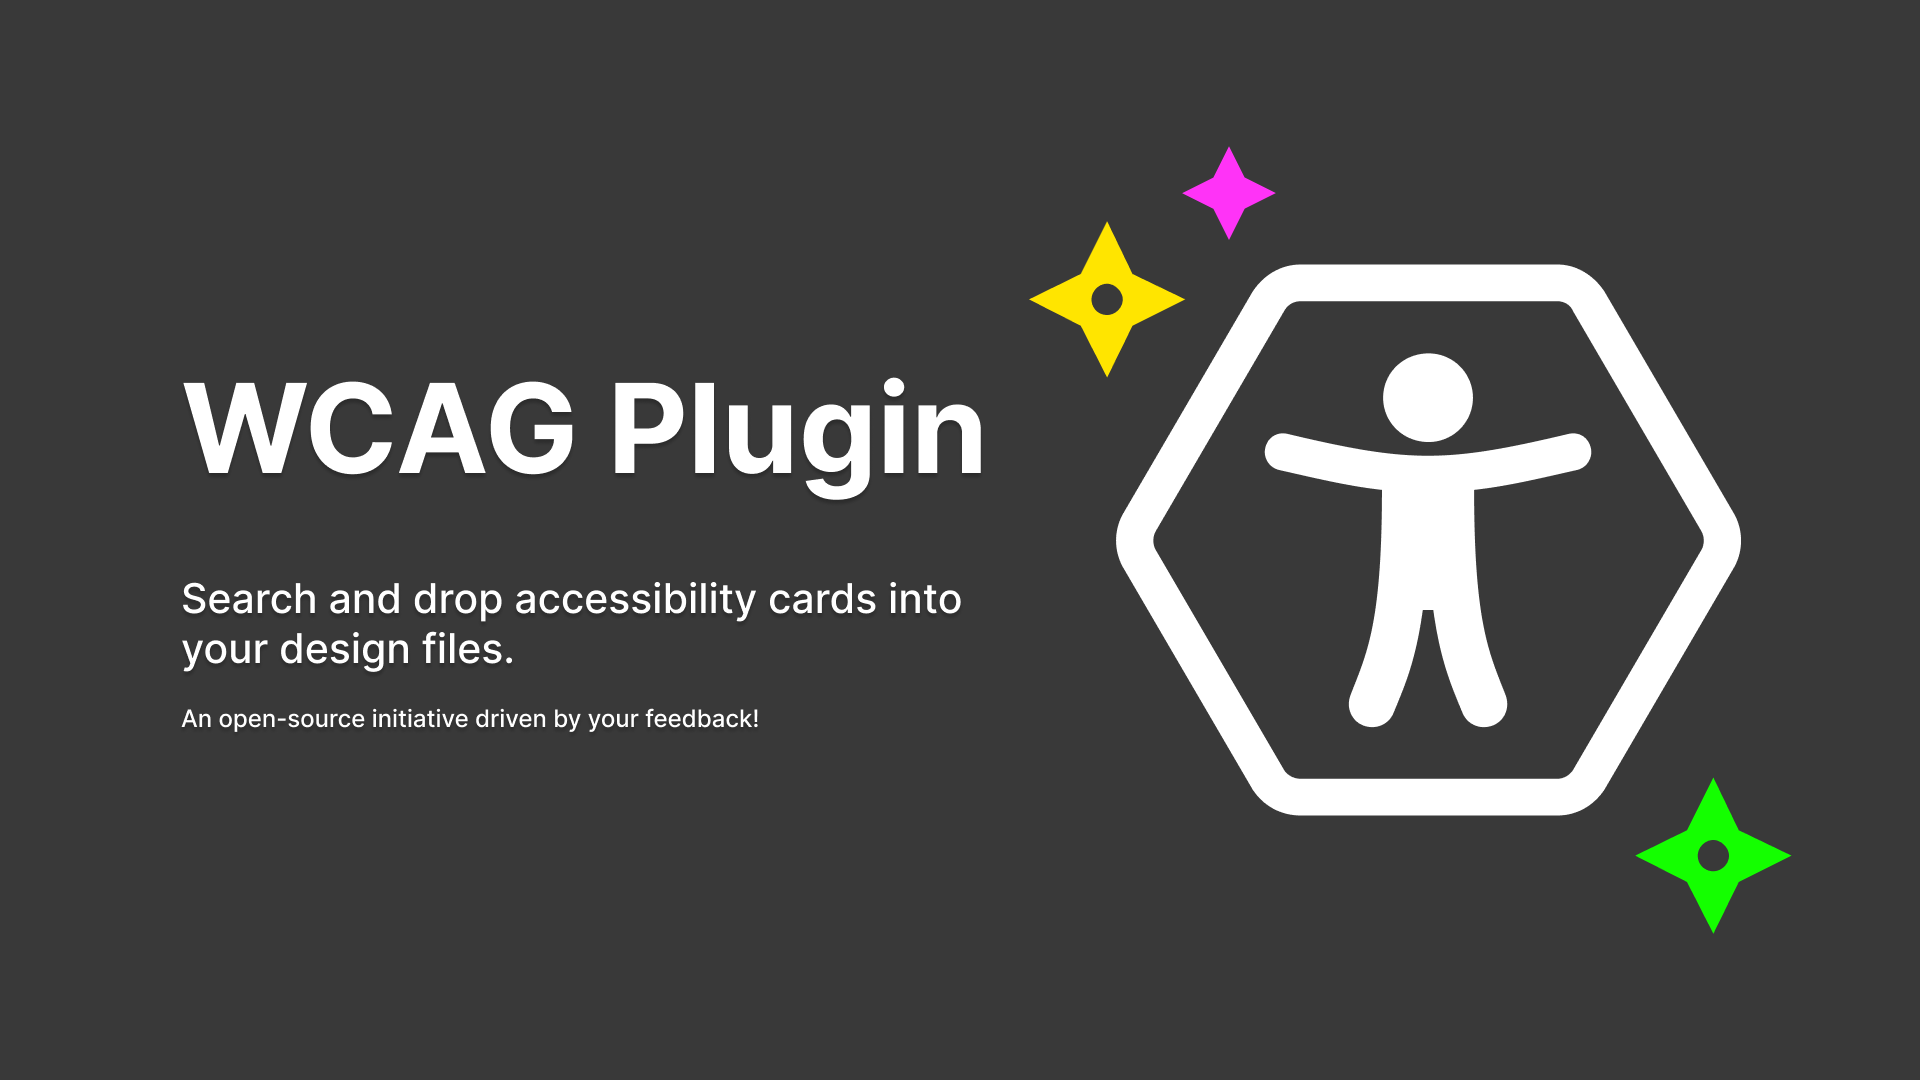 WCAG Plugin
Search and drop accessibility cards into
your design files.
An open-source initiative driven by your feedback!